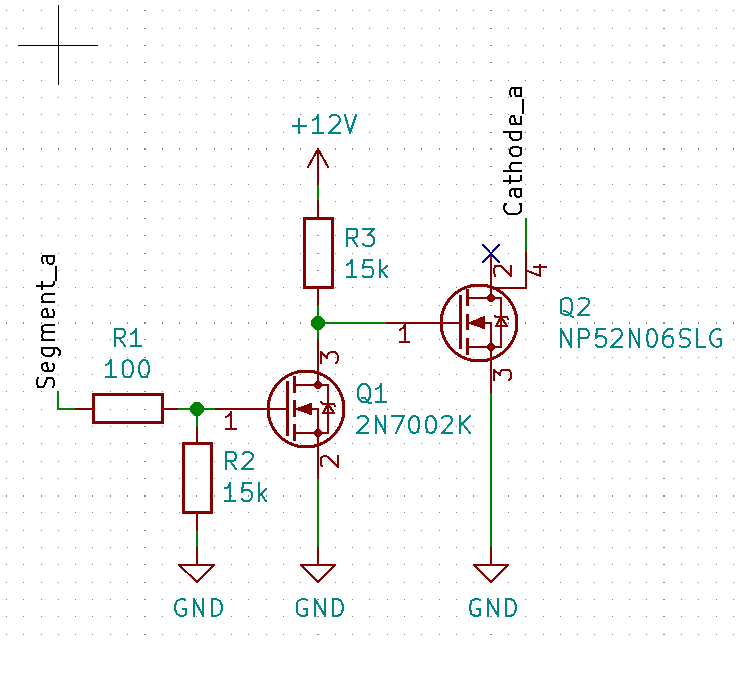 Cathode_a
+12V
R3
15k
2
4
Segment_a
Q2
NP52N06SLG
1
R1
100
3
3
Q1
2N7002K
1
R2
15k
2
GND
GND
GND